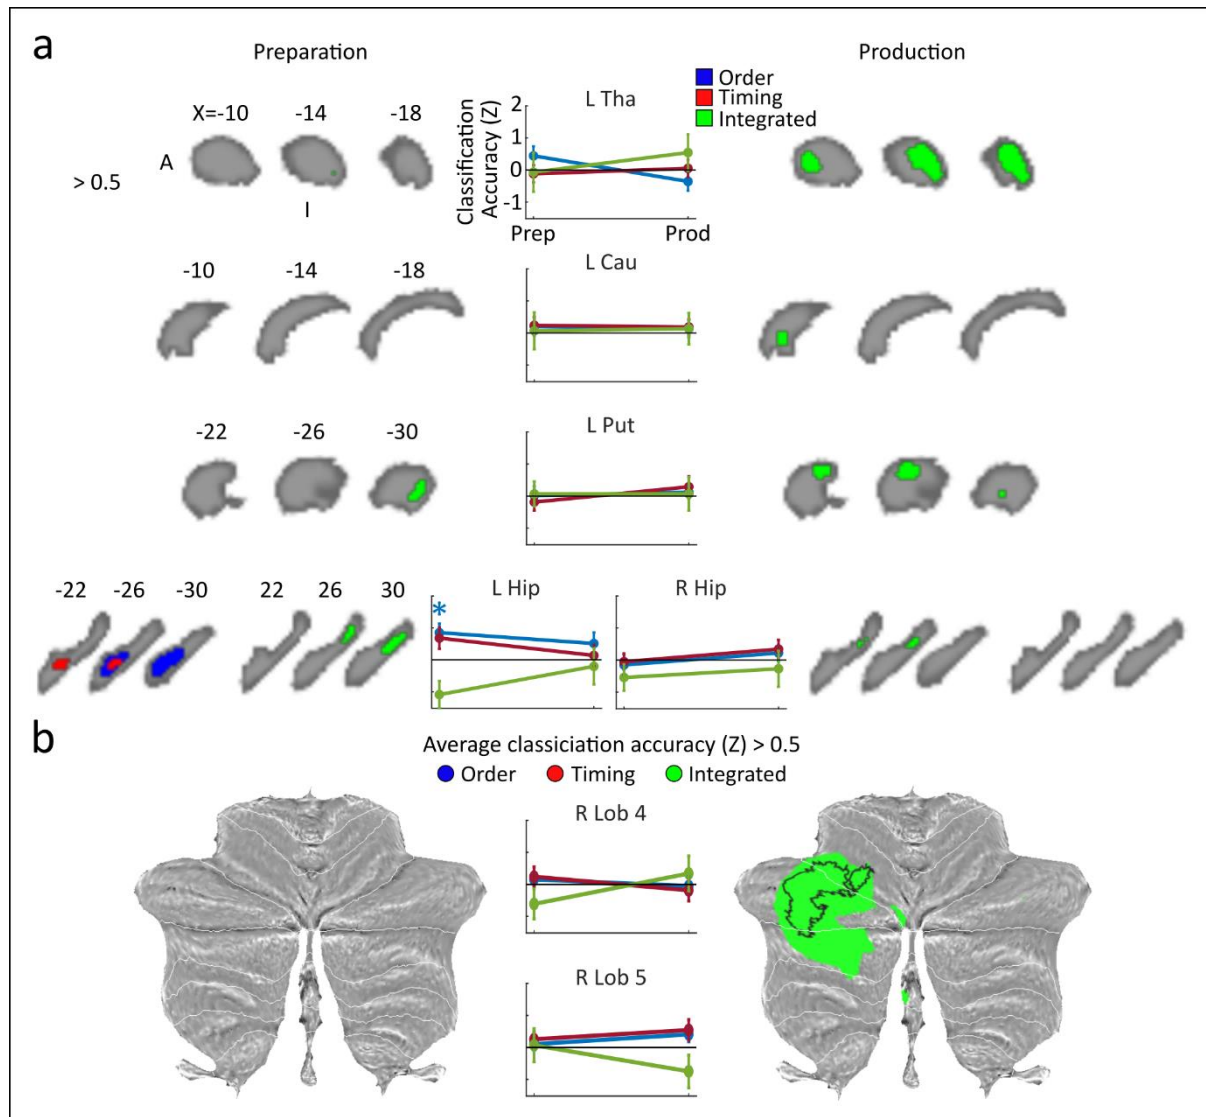 a
Preparation
Production
Order
Timing
Integrated
L Tha
X=-10 -14 -18
A
> 0.5
I
Classification
Accuracy (Z)
2
1
0
-1
Prep Prod
-10 -14 -18
L Cau
-22 -26 -30
L Put
-22 -26 -30 22 26 30
L Hip
R Hip
*
b
Average classiciation accuracy (Z) > 0.5
Order Timing Integrated
R Lob 4
R Lob 5